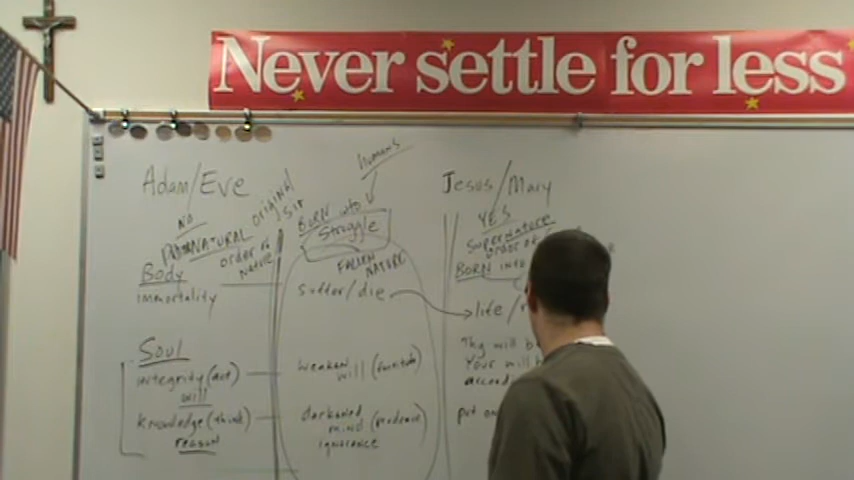 Never settle for less
Adam/Eve
NO
ORIGINAL
SIN
PRETERNATURAL
order of
nature
Body
immortality
Soul
integrity (act)
will
knowledge (think)
reason
HUMANS
BORN into
Struggle
FALLEN
NATURE
suffer/die
weaken
will (fortitude)
darkened
mind (prudence)
ignorance
Jesus/Mary
YES
Supernature
order of
BORN into
life/
Thy will be
Your will b
accord
put on